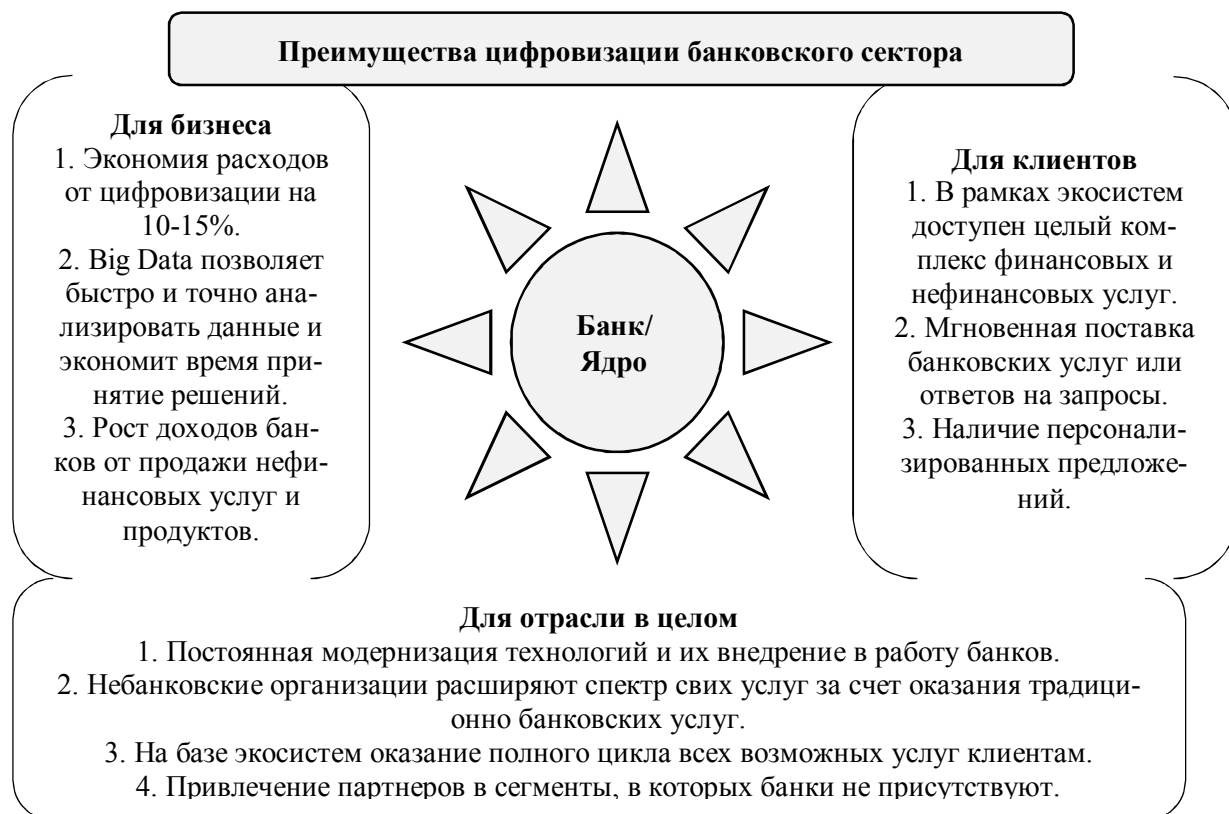 Преимущества цифровизации банковского сектора
Для бизнеса
1. Экономия расходов
от цифровизации на
10-15%.
2. Big Data позволяет
быстро и точно ана-
лизировать данные и
экономит время при-
нятие решений.
3. Рост доходов бан-
ков от продажи нефи-
нансовых услуг и
продуктов.
Банк/
Ядро
Для клиентов
1. В рамках экосистем
доступен целый ком-
плекс финансовых и
нефинансовых услуг.
2. Мгновенная поставка
банковских услуг или
ответов на запросы.
3. Наличие персонали-
зированных предложе-
ний.
Для отрасли в целом
1. Постоянная модернизация технологий и их внедрение в работу банков.
2. Небанковские организации расширяют спектр свих услуг за счет оказания традици-
онно банковских услуг.
3. На базе экосистем оказание полного цикла всех возможных услуг клиентам.
4. Привлечение партнеров в сегменты, в которых банки не присутствуют.